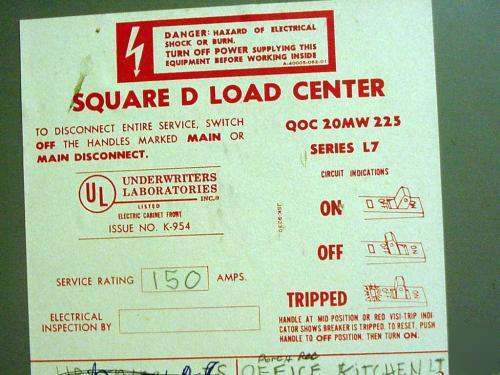 DANGER: HAZARD OF ELECTRICAL
SHOCK OR BURN.
TURN OFF POWER SUPPLYING THIS
EQUIPMENT BEFORE WORKING INSIDE
SQUARE D LOAD CENTER
TO DISCONNECT ENTIRE SERVICE, SWITCH
OFF THE HANDLES MARKED MAIN OR
MAIN DISCONNECT.
QOC 20MW 225
SERIES L7
UL
UNDERWRITERS
LABORATORIES
INC.®
LISTED
ELECTRIC CABINET FRONT
ISSUE NO. K-954
CIRCUIT INDICATIONS
ON
OFF
TRIPPED
SERVICE RATING 150 AMPS.
ELECTRICAL
INSPECTION BY
HANDLE AT MID POSITION OR RED VISI-TRIP INDI-
CATOR SHOWS BREAKER IS TRIPPED. TO RESET, PUSH
HANDLE TO OFF POSITION, THEN TURN ON.
OFFICE KITCHEN LT